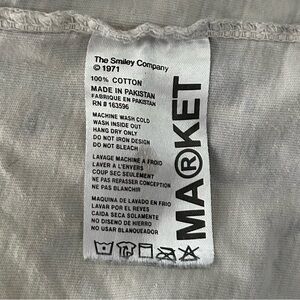 The Smiley Company
© 1971
100% COTTON
MADE IN PAKISTAN
FABRIQUE EN PAKISTAN
RN # 163596
MACHINE WASH COLD
WASH INSIDE OUT
HANG DRY ONLY
DO NOT IRON DESIGN
DO NOT BLEACH
LAVAGE MACHINE A FROID
LAVER A L'ENVERS
COUP SEC SEULEMENT
NE PAS REPASSER CONCEPTION
NE PAS BLANCHIR
MAQUINA DE LAVADO EN FRIO
LAVAR POR EL REVES
CAIDA SECA SOLAMENTE
NO DISENO DE HIERRO
NO USAR BLANQUEADOR
MA®KET